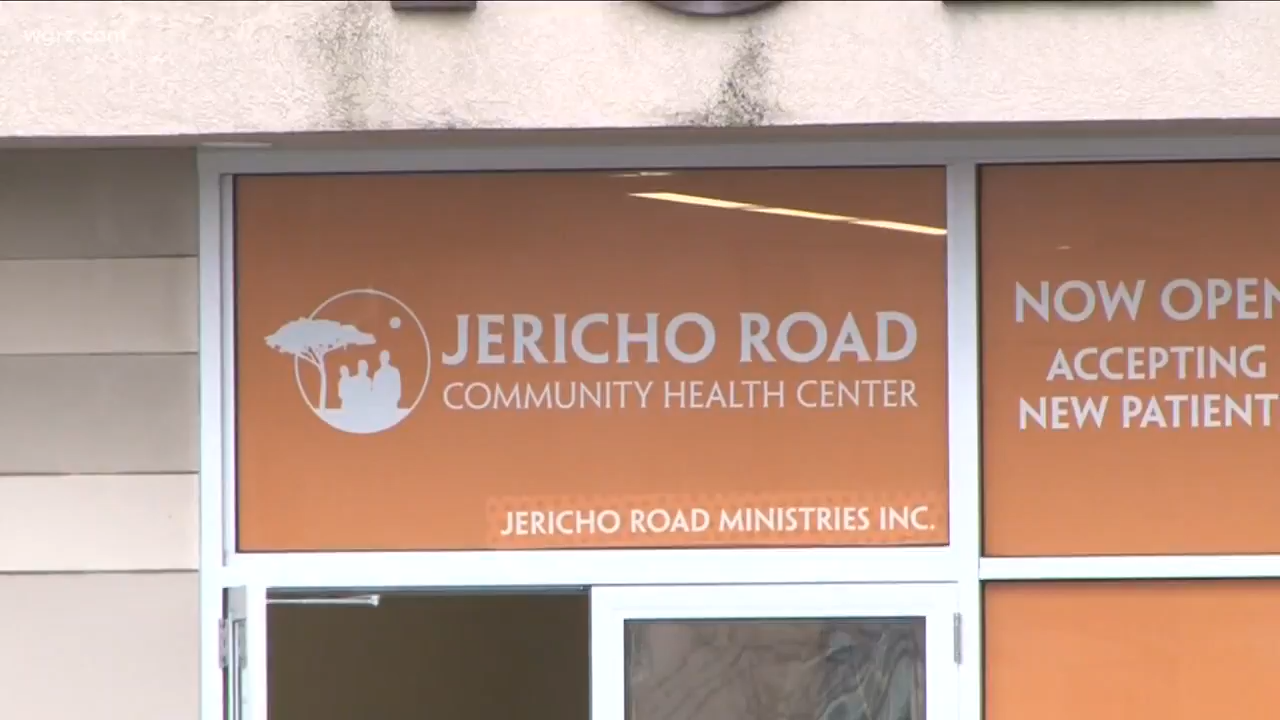 wgrz.com
JERICHO ROAD
COMMUNITY HEALTH CENTER
JERICHO ROAD MINISTRIES INC.
NOW OPEN
ACCEPTING
NEW PATIENT